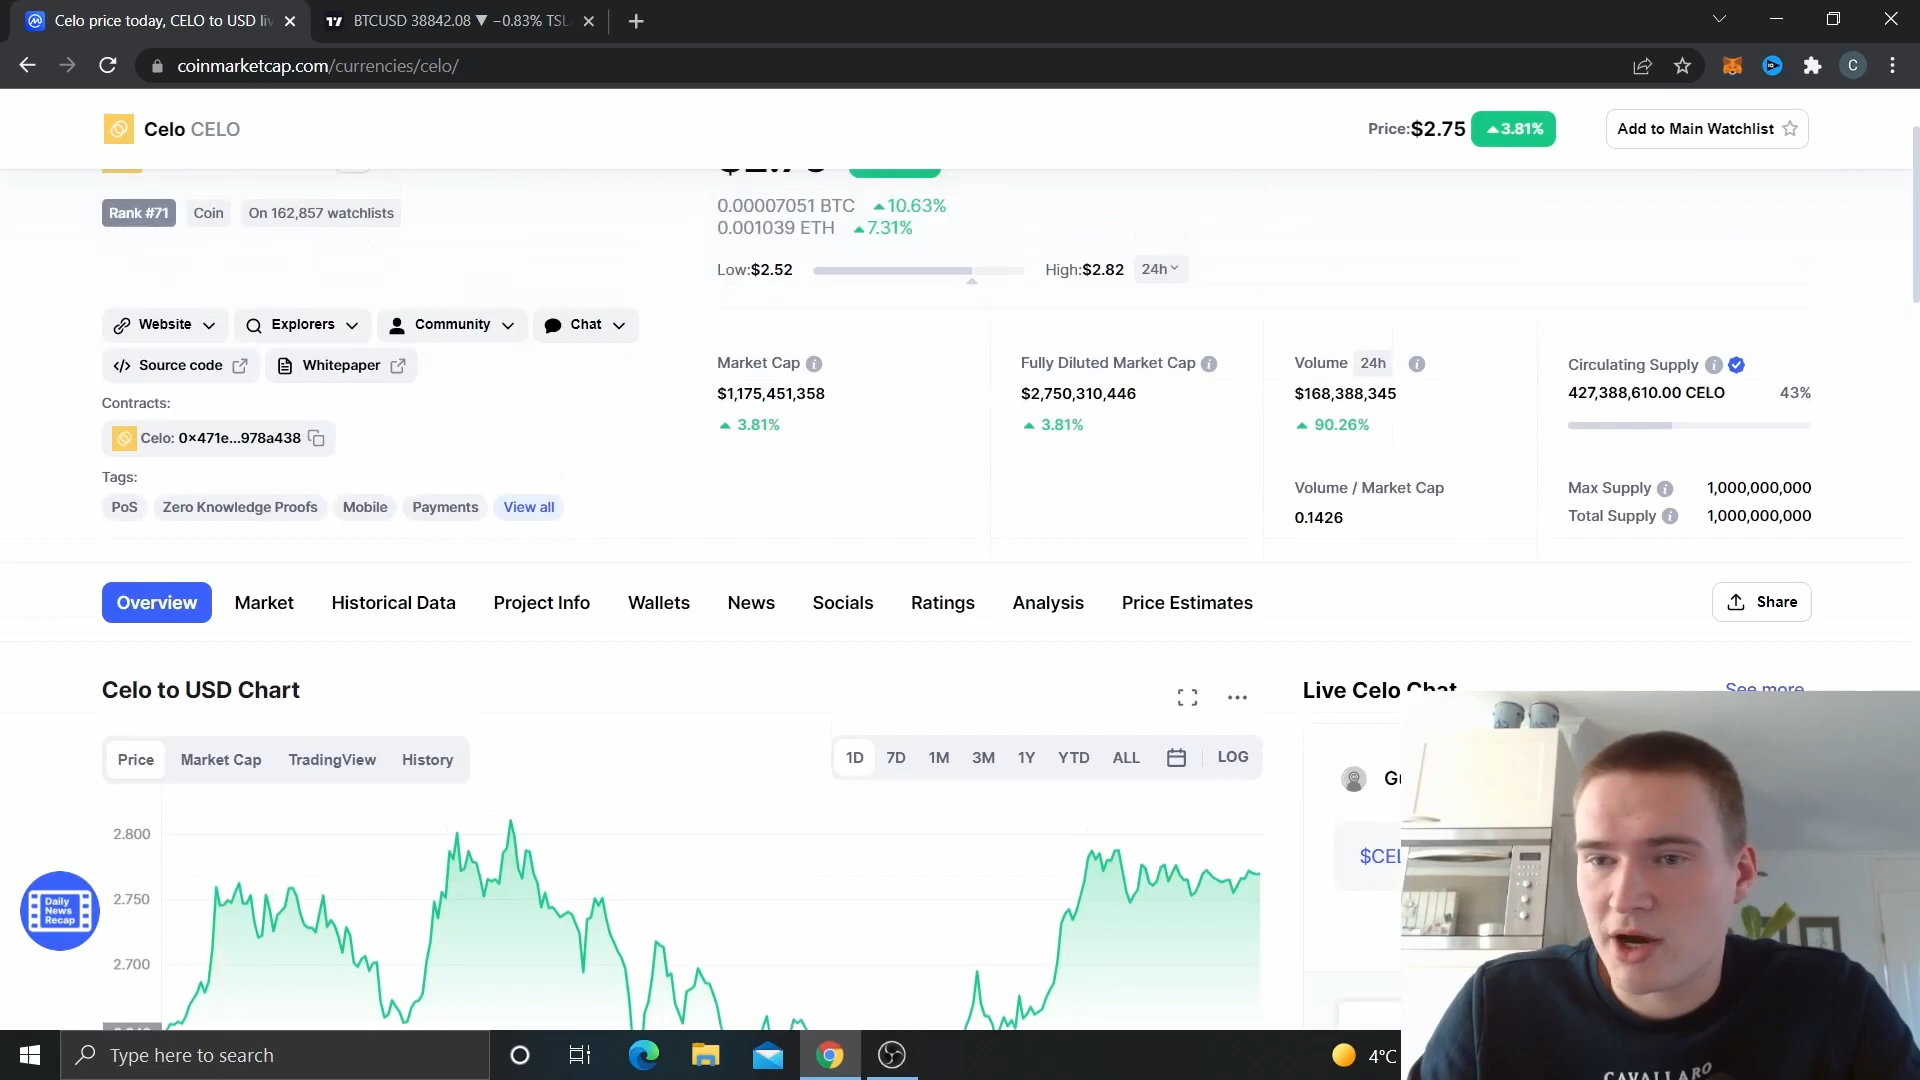 Celo price today, CELO to USD li
BTCUSD 38842.08 ▼ −0.83% TSL
coinmarketcap.com/currencies/celo/
C
Celo CELO
Price:$2.75 ▲3.81%
Add to Main Watchlist
Rank #71 Coin On 162,857 watchlists
0.00007051 BTC ▲10.63%
0.001039 ETH ▲7.31%
Low:$2.52 High:$2.82 24h
Website Explorers Community Chat
Source code Whitepaper
Contracts:
Celo: 0×471e...978a438
Tags:
PoS Zero Knowledge Proofs Mobile Payments View all
Market Cap
$1,175,451,358
▲ 3.81%
Fully Diluted Market Cap
$2,750,310,446
▲ 3.81%
Volume 24h
$168,388,345
▲ 90.26%
Volume / Market Cap
0.1426
Circulating Supply
427,388,610.00 CELO 43%
Max Supply 1,000,000,000
Total Supply 1,000,000,000
Overview Market Historical Data Project Info Wallets News Socials Ratings Analysis Price Estimates
Share
Celo to USD Chart
Price Market Cap TradingView History
1D 7D 1M 3M 1Y YTD ALL LOG
2.800
2.750
2.700
Daily
News
Recap
Live Celo Chat
See more
$CEL
Type here to search
4°C
CAVALLARO